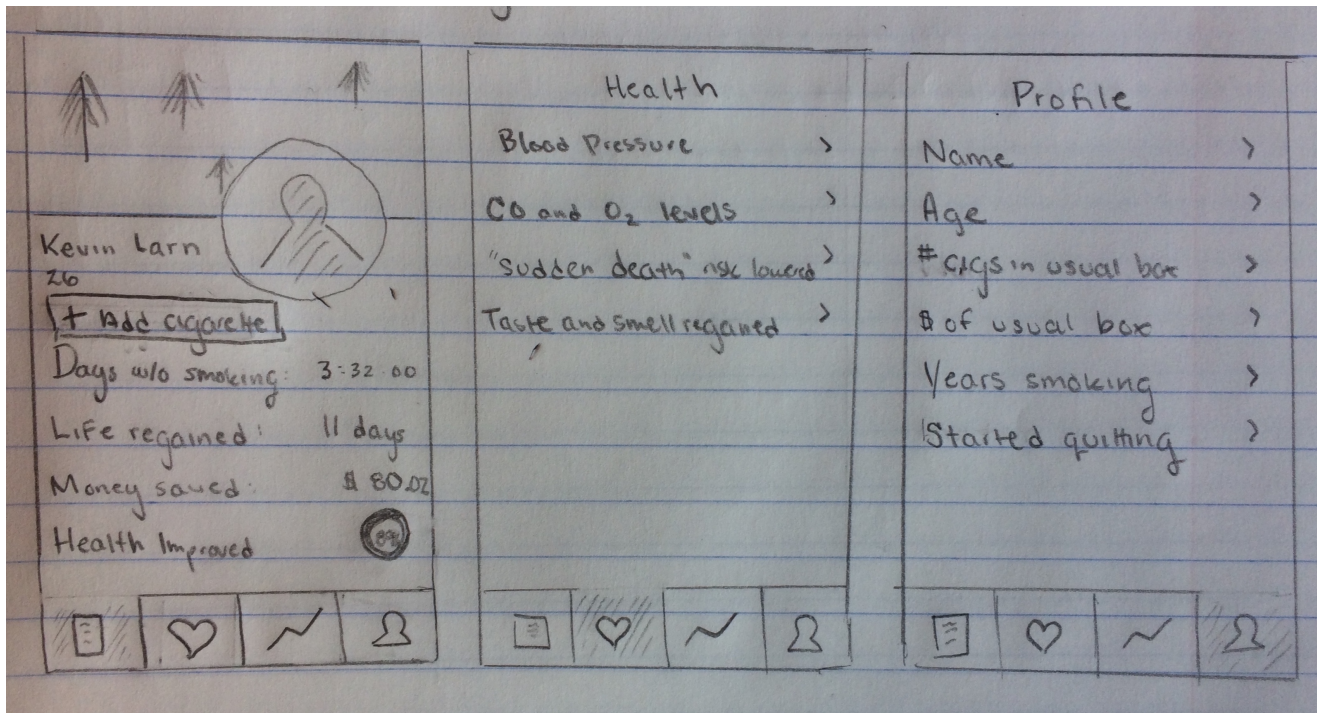 Kevin Larn
26
+ Add cigarette
Days w/o smoking: 3:32:00
Life regained: 11 days
Money saved: $ 80.02
Health Improved
Health
Blood Pressure >
CO and O₂ levels >
"sudden death" risk lowered >
Taste and smell regained >
Profile
Name >
Age >
# cigs in usual box >
$ of usual box >
Years smoking >
Started quitting >